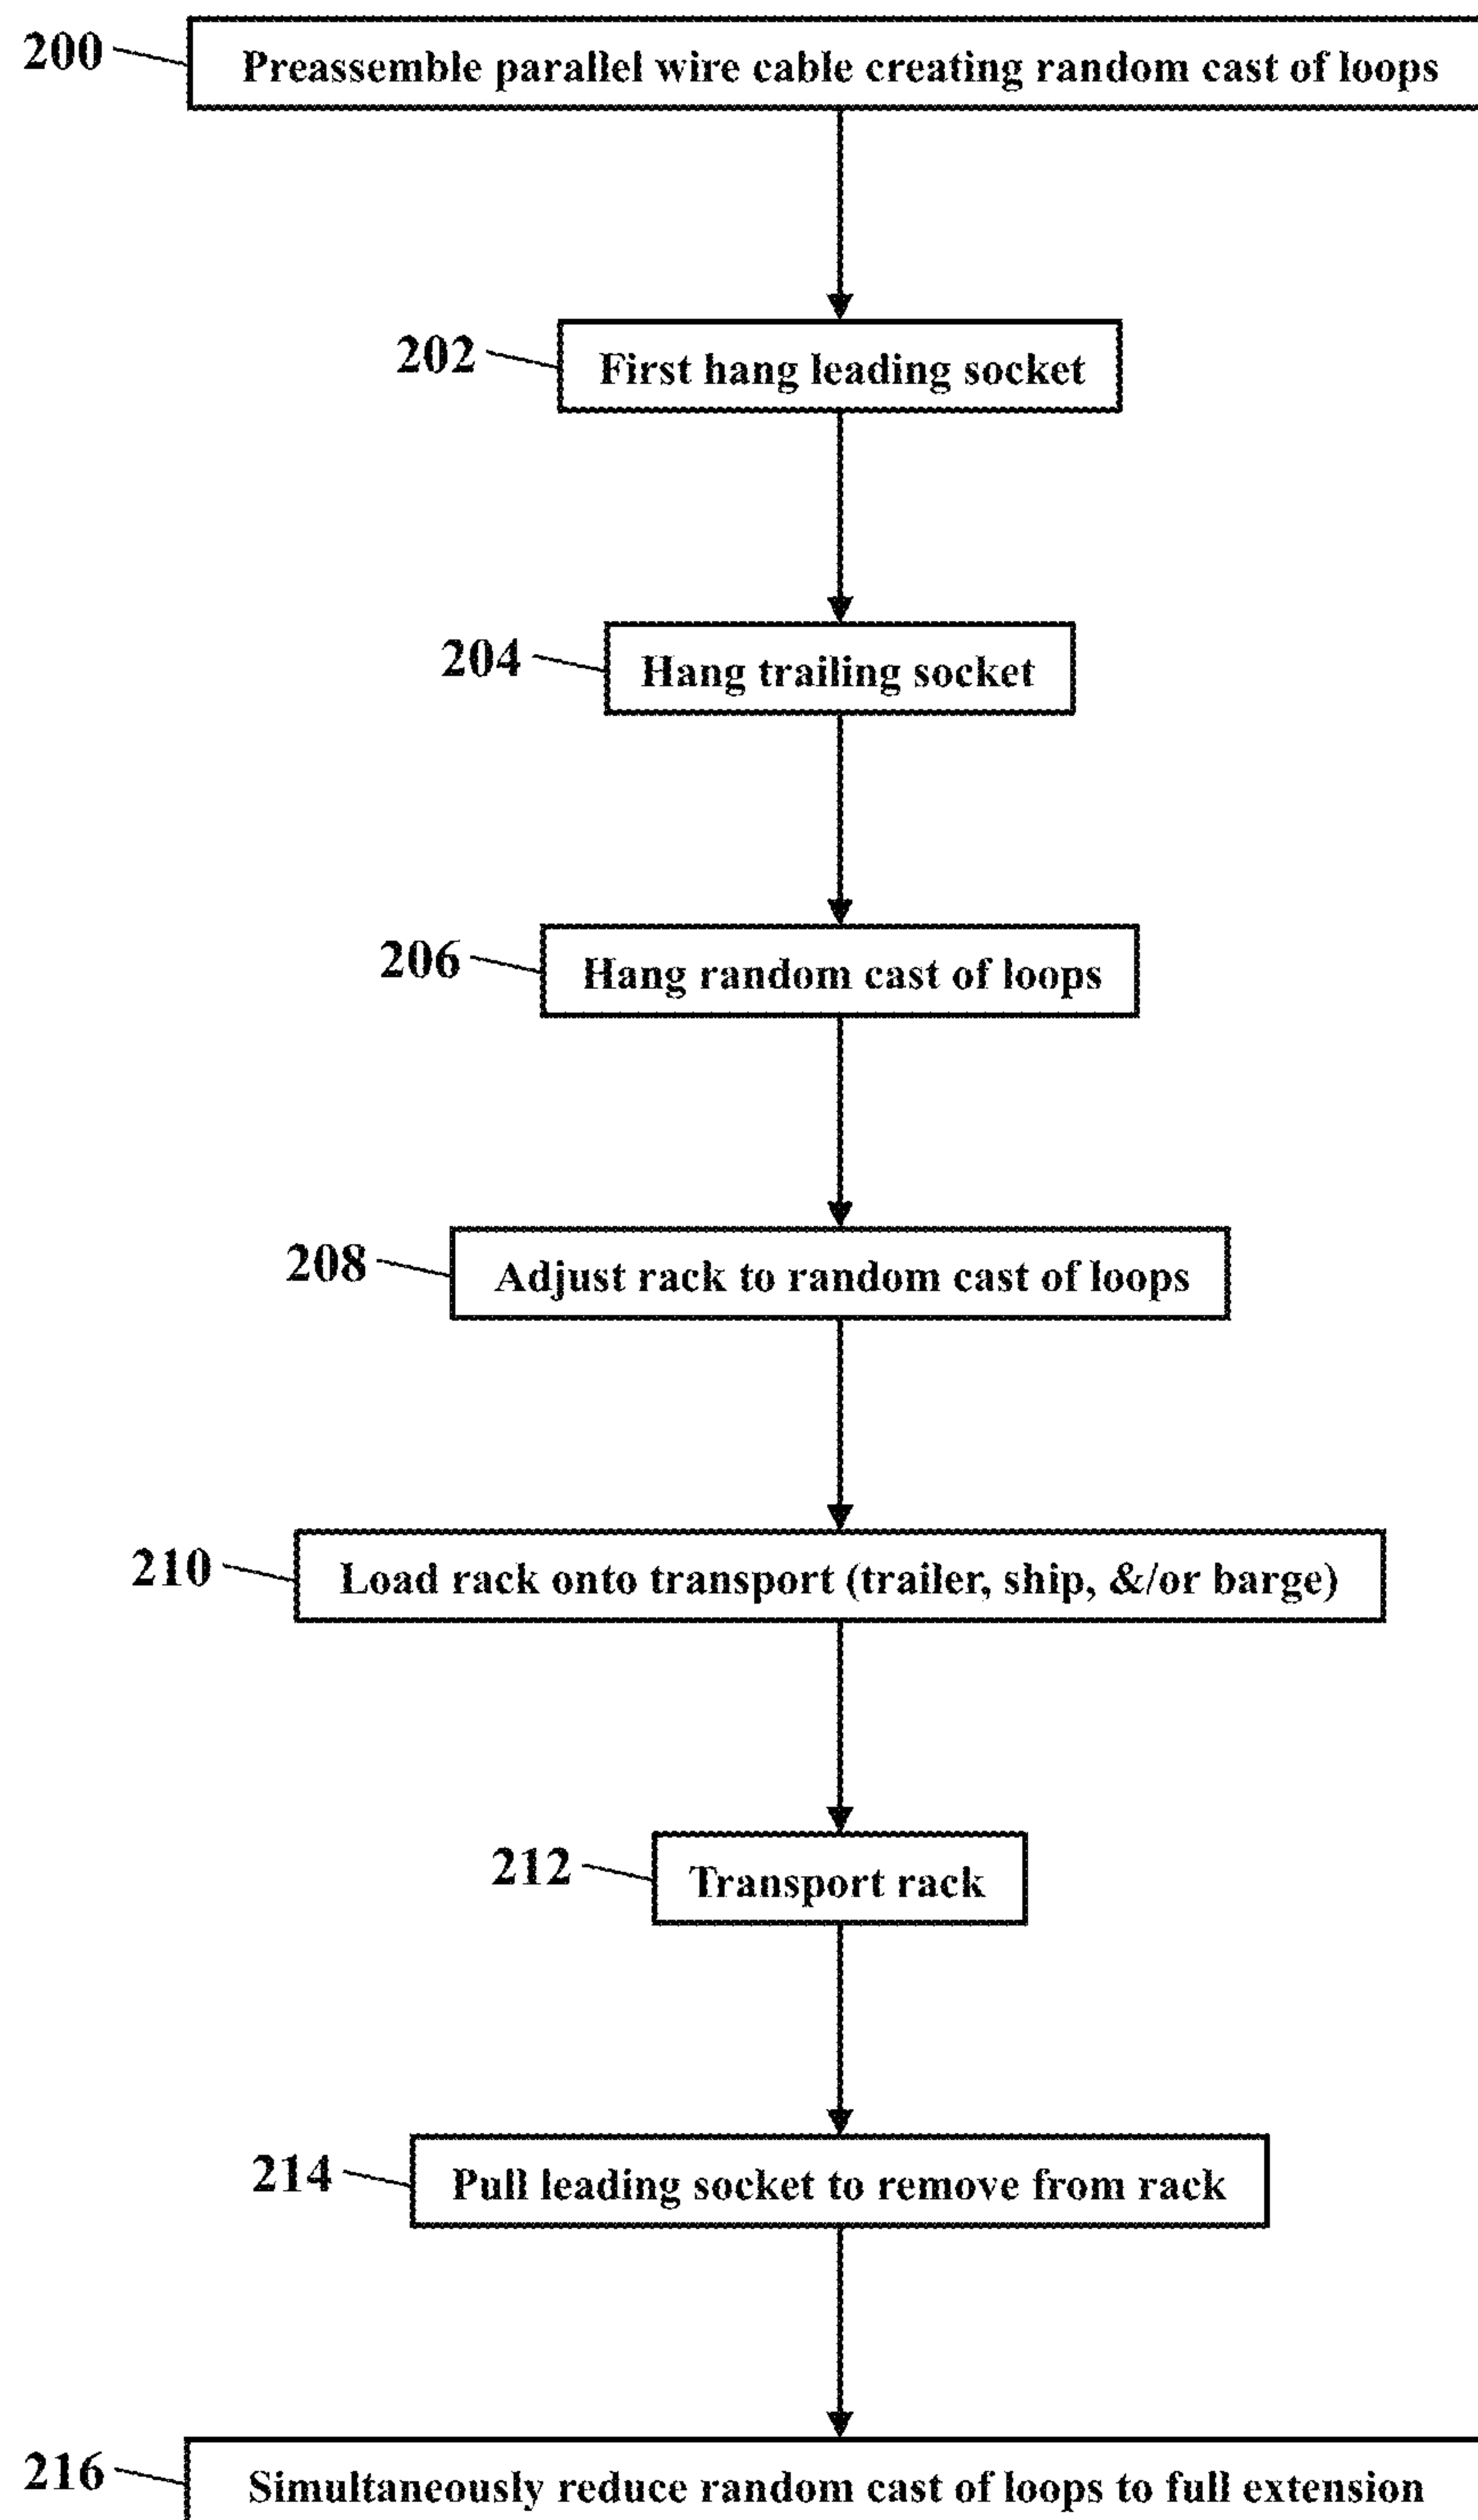 200 Preassemble parallel wire cable creating random cast of loops
202 First hang leading socket
204 Hang trailing socket
206 Hang random cast of loops
208 Adjust rack to random cast of loops
210 Load rack onto transport (trailer, ship, &/or barge)
212 Transport rack
214 Pull leading socket to remove from rack
216 Simultaneously reduce random cast of loops to full extension